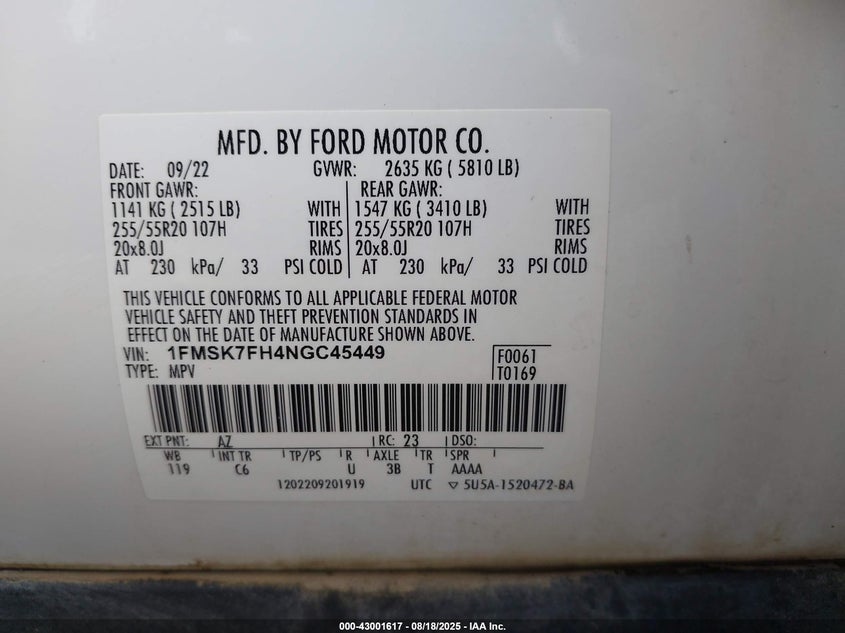 MFD. BY FORD MOTOR CO.
DATE: 09/22 GVWR: 2635 KG ( 5810 LB)
FRONT GAWR: REAR GAWR:
1141 KG ( 2515 LB) WITH 1547 KG ( 3410 LB) WITH
255/55R20 107H TIRES 255/55R20 107H TIRES
20x8.0J RIMS 20x8.0J RIMS
AT 230 kPa/ 33 PSI COLD AT 230 kPa/ 33 PSI COLD
THIS VEHICLE CONFORMS TO ALL APPLICABLE FEDERAL MOTOR
VEHICLE SAFETY AND THEFT PREVENTION STANDARDS IN
EFFECT ON THE DATE OF MANUFACTURE SHOWN ABOVE.
VIN: 1FMSK7FH4NGC45449 F0061
TYPE: MPV T0169
EXT PNT: AZ RC: 23 DSO:
WB INT TR TP/PS R AXLE TR SPR
119 C6 U 3B T AAAA
1202209201919 UTC ▽ 5U5A-1520472-BA
000-43001617 - 08/18/2025 - IAA Inc.